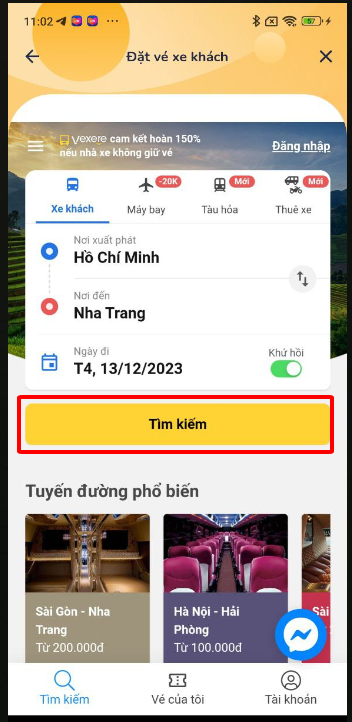 11:02
57
Đặt vé xe khách
vexere cam kết hoàn 150%
nếu nhà xe không giữ vé
Đăng nhập
-20K
Mới
Mới
Xe khách
Máy bay
Tàu hỏa
Thuê xe
Nơi xuất phát
Hồ Chí Minh
Nơi đến
Nha Trang
Ngày đi
T4, 13/12/2023
Khứ hồi
Tìm kiếm
Tuyến đường phổ biến
Sài Gòn - Nha
Trang
Từ 200.000đ
Hà Nội - Hải
Phòng
Từ 100.000đ
Sài
Tìm kiếm
Vé của tôi
Tài khoản